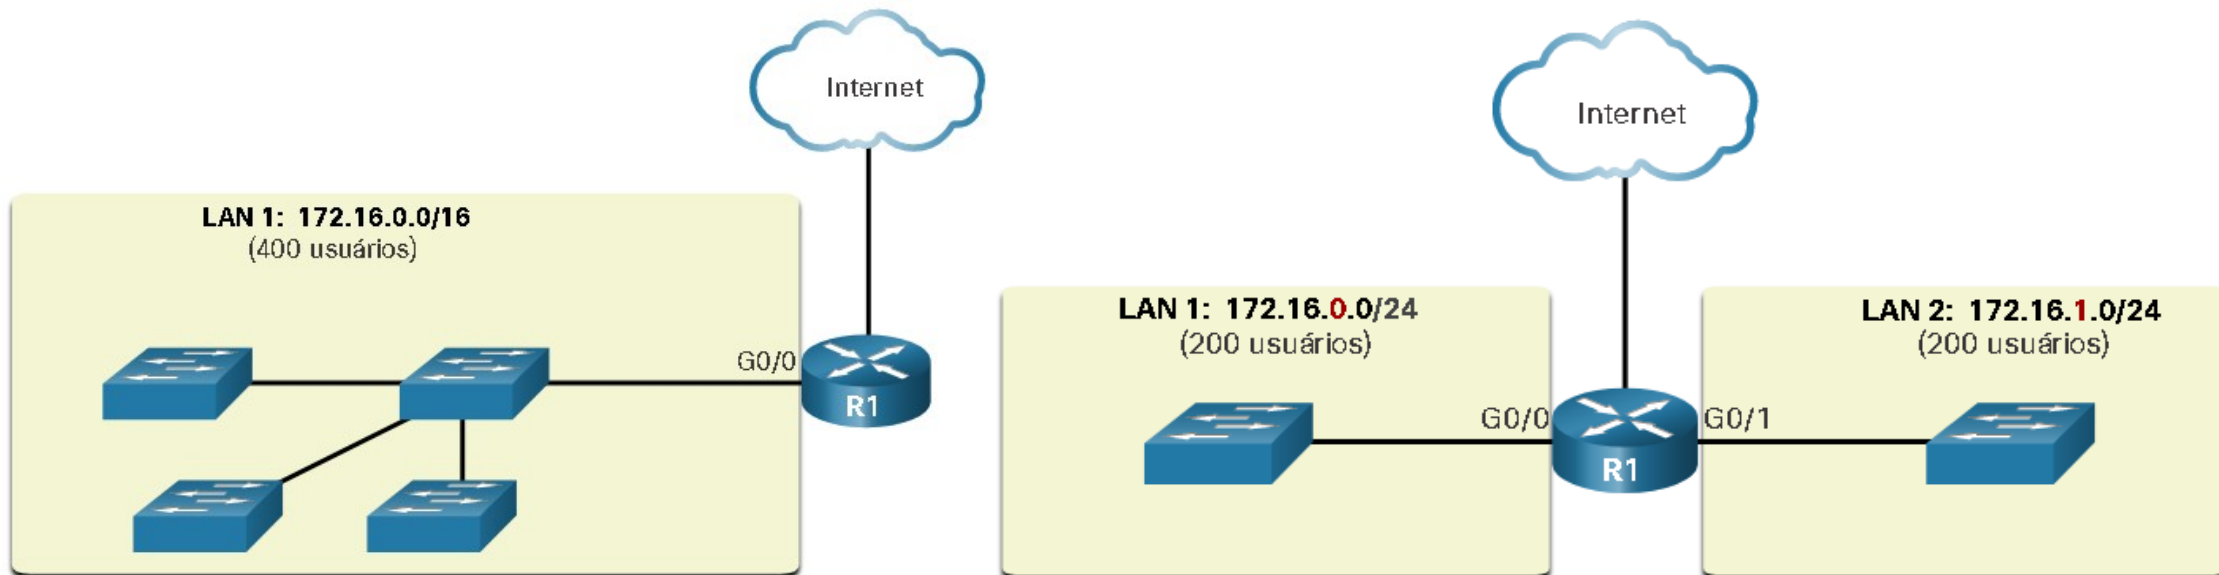 Internet
LAN 1: 172.16.0.0/16
(400 usuários)
G0/0
R1
Internet
LAN 1: 172.16.0.0/24
(200 usuários)
LAN 2: 172.16.1.0/24
(200 usuários)
G0/0
G0/1
R1